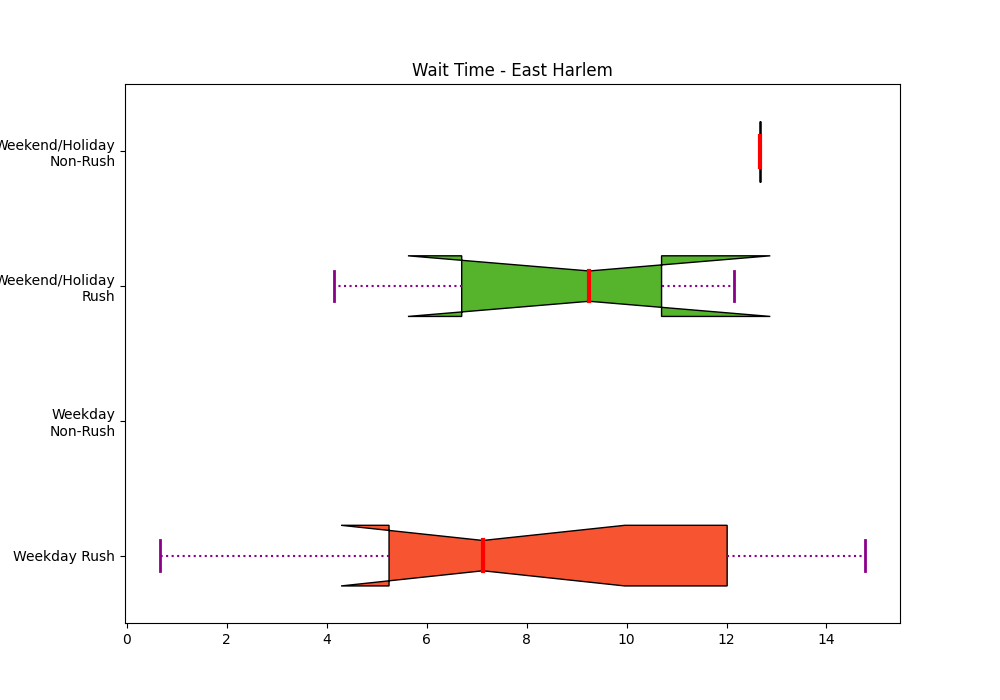 Wait Time - East Harlem
Weekend/Holiday
Non-Rush
Weekend/Holiday
Rush
Weekday
Non-Rush
Weekday Rush
0 2 4 6 8 10 12 14